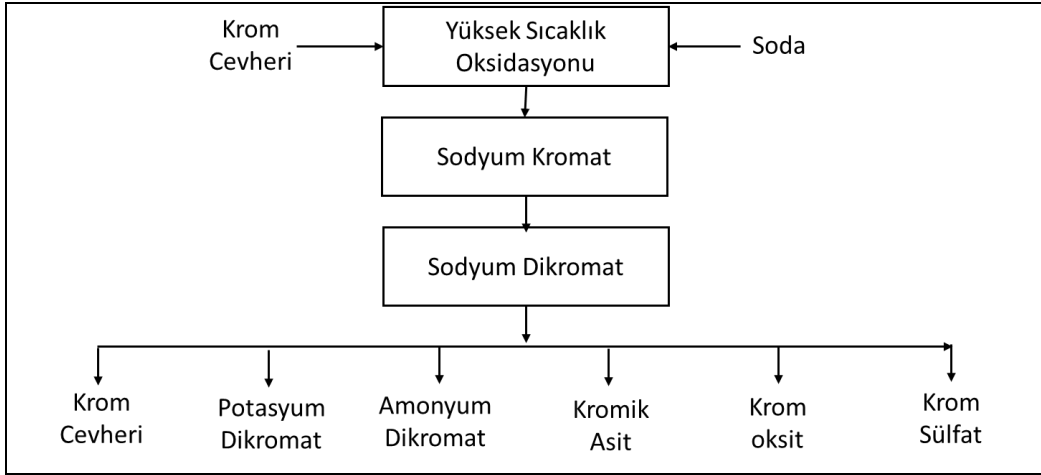 Krom
Cevheri
Yüksek Sıcaklık
Oksidasyonu
Soda
Sodyum Kromat
Sodyum Dikromat
Krom
Cevheri
Potasyum
Dikromat
Amonyum
Dikromat
Kromik
Asit
Krom
oksit
Krom
Sülfat